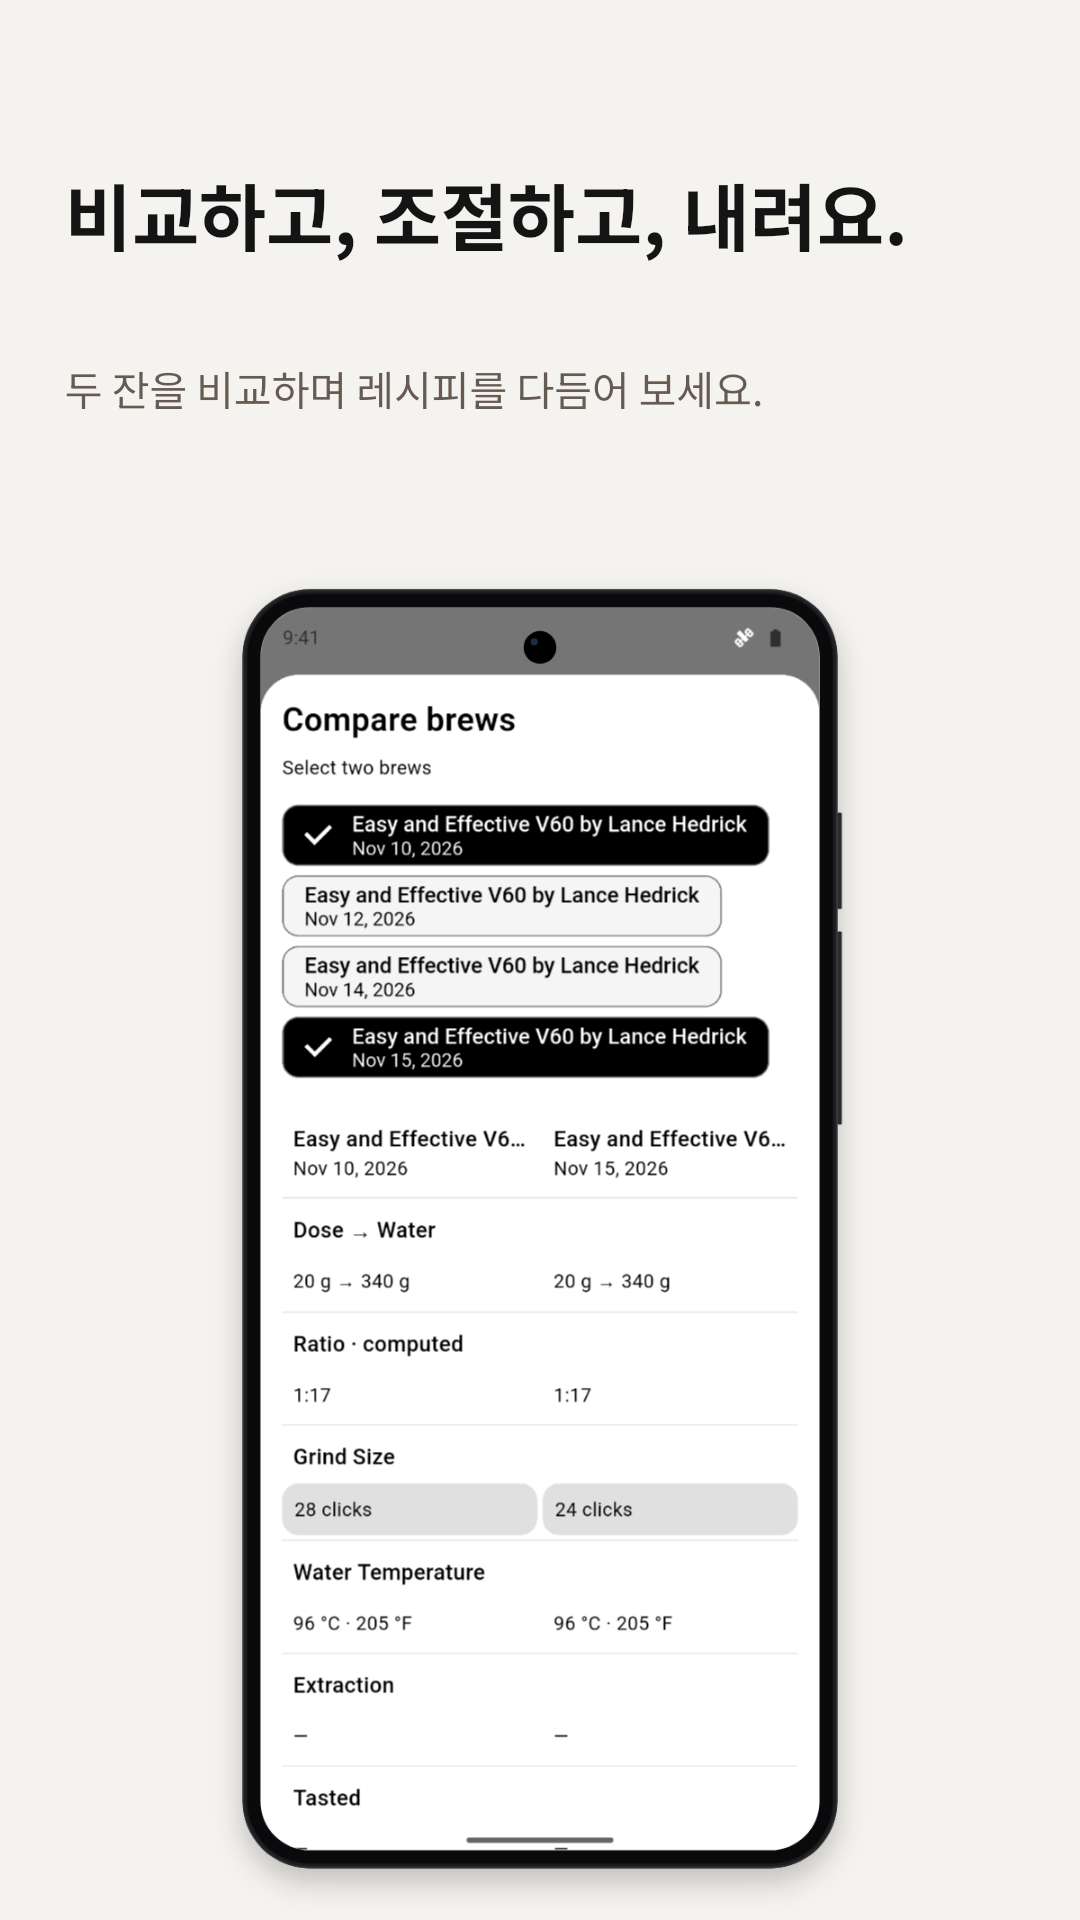 비교하고, 조절하고, 내려요.
두 잔을 비교하며 레시피를 다듬어 보세요.
9:41
Compare brews
Select two brews
Easy and Effective V60 by Lance Hedrick
Nov 10, 2026
Easy and Effective V60 by Lance Hedrick
Nov 12, 2026
Easy and Effective V60 by Lance Hedrick
Nov 14, 2026
Easy and Effective V60 by Lance Hedrick
Nov 15, 2026
Easy and Effective V6... Easy and Effective V6...
Nov 10, 2026 Nov 15, 2026
Dose → Water
20 g → 340 g 20 g → 340 g
Ratio · computed
1:17 1:17
Grind Size
28 clicks 24 clicks
Water Temperature
96 °C · 205 °F 96 °C · 205 °F
Extraction
– –
Tasted
– –